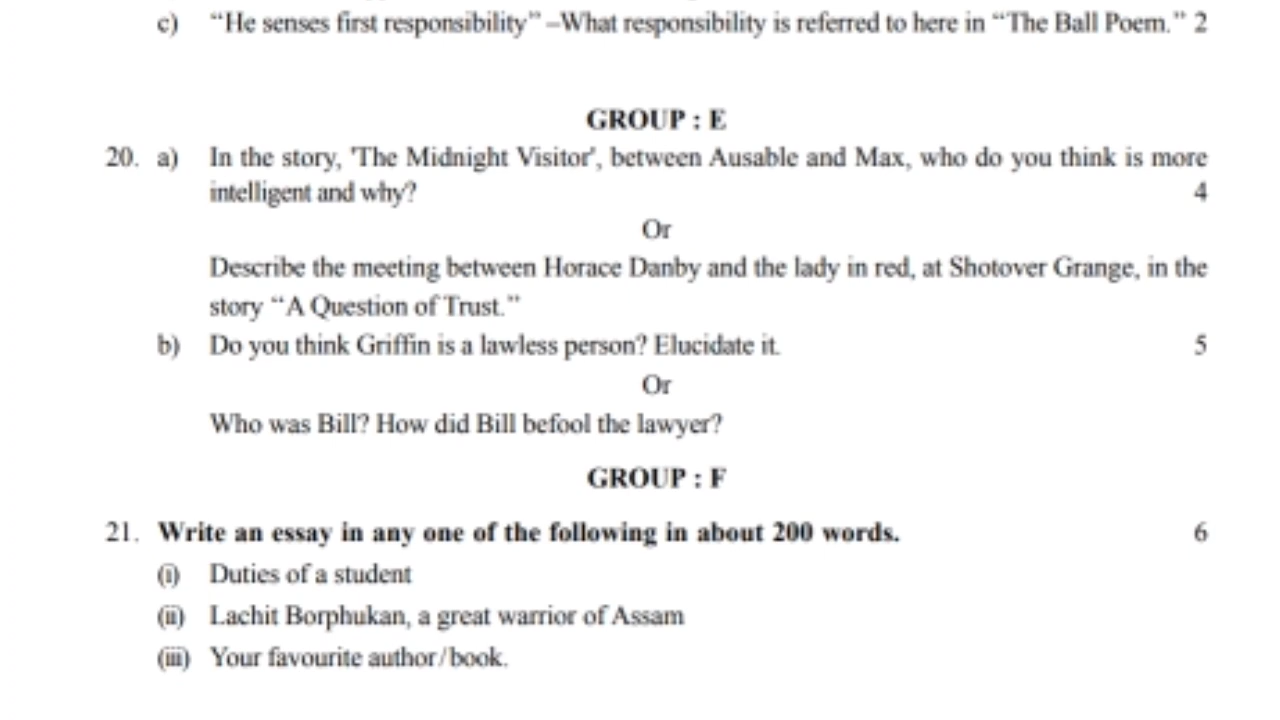 c) “He senses first responsibility” –What responsibility is referred to here in “The Ball Poem.” 2
GROUP : E
20. a) In the story, 'The Midnight Visitor', between Ausable and Max, who do you think is more
intelligent and why? 4
Or
Describe the meeting between Horace Danby and the lady in red, at Shotover Grange, in the
story “A Question of Trust.”
b) Do you think Griffin is a lawless person? Elucidate it. 5
Or
Who was Bill? How did Bill befool the lawyer?
GROUP : F
21. Write an essay in any one of the following in about 200 words. 6
(i) Duties of a student
(ii) Lachit Borphukan, a great warrior of Assam
(iii) Your favourite author/book.